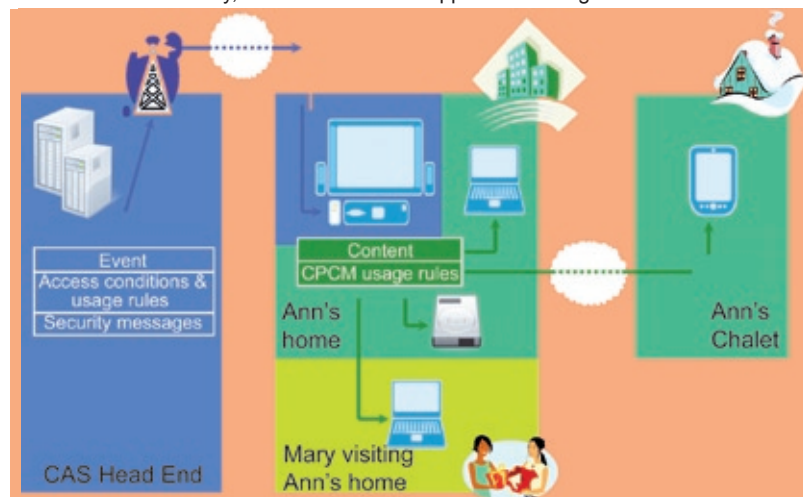 Event
Access conditions &
usage rules
Security messages
CAS Head End
Content
CPCM usage rules
Ann's
home
Mary visiting
Ann's home
Ann's
Chalet